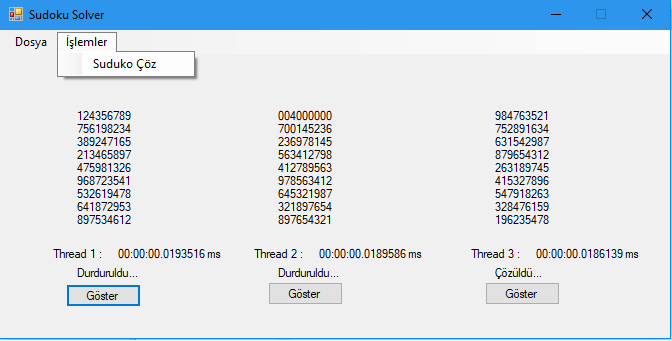 Sudoku Solver
Dosya İşlemler
Suduko Çöz
124356789 004000000 984763521
756198234 700145236 752891634
389247165 236978145 631542987
213465897 563412798 879654312
475981326 412789563 263189745
968723541 978563412 415327896
532619478 645321987 547918263
641872953 321897654 328476159
897534612 897654321 196235478
Thread 1 : 00:00:00.0193516 ms Thread 2 : 00:00:00.0189586 ms Thread 3 : 00:00:00.0186139 ms
Durduruldu... Durduruldu... Çözüldü...
Göster Göster Göster